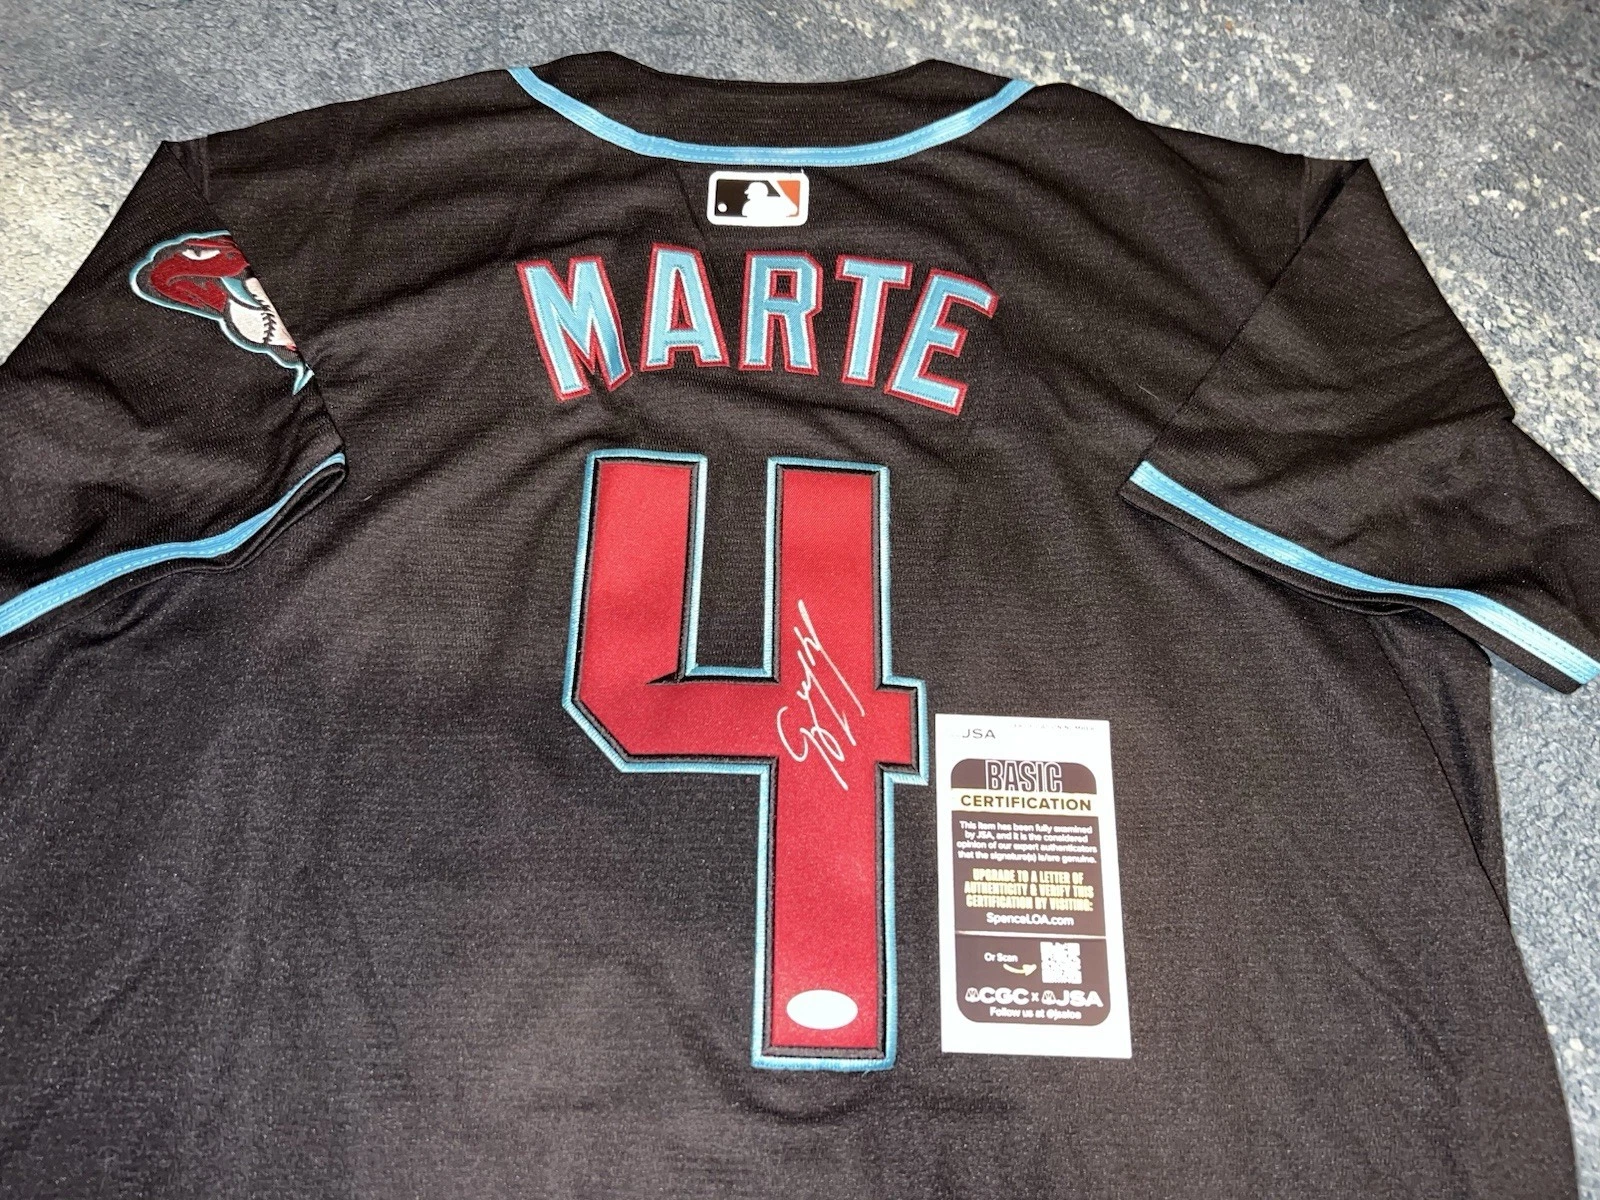 MARTE
4
JSA
BASIC
CERTIFICATION
This item has been fully examined
by JSA, and it is the considered
opinion of our expert authenticators
that the signature(s) is/are genuine.
UPGRADE TO A LETTER OF
AUTHENTICITY & VERIFY THIS
CERTIFICATION BY VISITING:
SpenceLOA.com
Or Scan
CGC x JSA
Follow us at @jsaloa